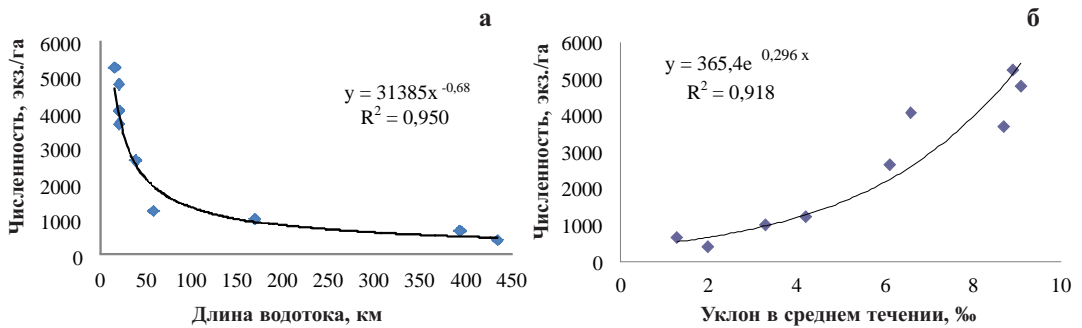 а
Численность, экз./га
6000
5000
4000
3000
2000
1000
0
y = 31385x -0,68
R2 = 0,950
0 50 100 150 200 250 300 350 400 450
Длина водотока, км
б
Численность, экз./га
6000
5000
4000
3000
2000
1000
0
y = 365,4e 0,296 x
R2 = 0,918
0 2 4 6 8 10
Уклон в среднем течении, ‰